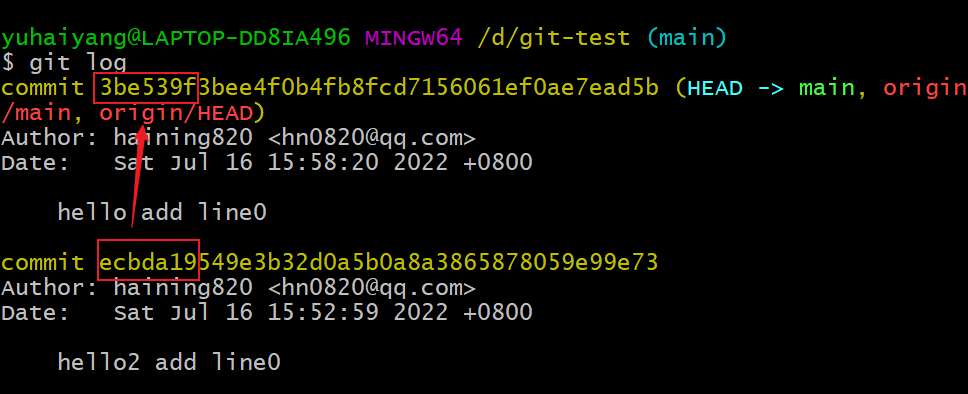 yuhaiyang@LAPTOP-DD8IA496 MINGW64 /d/git-test (main)
$ git log
commit 3be539f3bee4f0b4fb8fcd7156061ef0ae7ead5b (HEAD -> main, origin
/main, origin/HEAD)
Author: haining820 <hn0820@qq.com>
Date:   Sat Jul 16 15:58:20 2022 +0800
    hello add line0
commit ecbda19549e3b32d0a5b0a8a3865878059e99e73
Author: haining820 <hn0820@qq.com>
Date:   Sat Jul 16 15:52:59 2022 +0800
    hello2 add line0